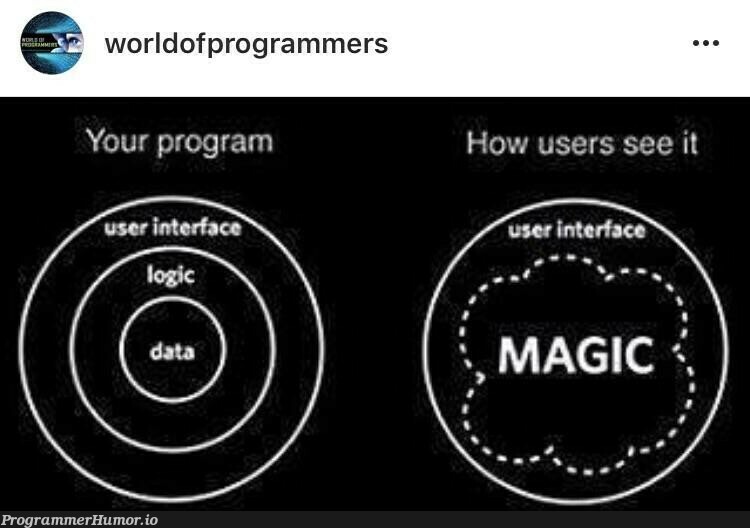 WORLD OF
PROGRAMMERS
worldofprogrammers
Your program
How users see it
user interface
logic
data
user interface
MAGIC
ProgrammerHumor.io